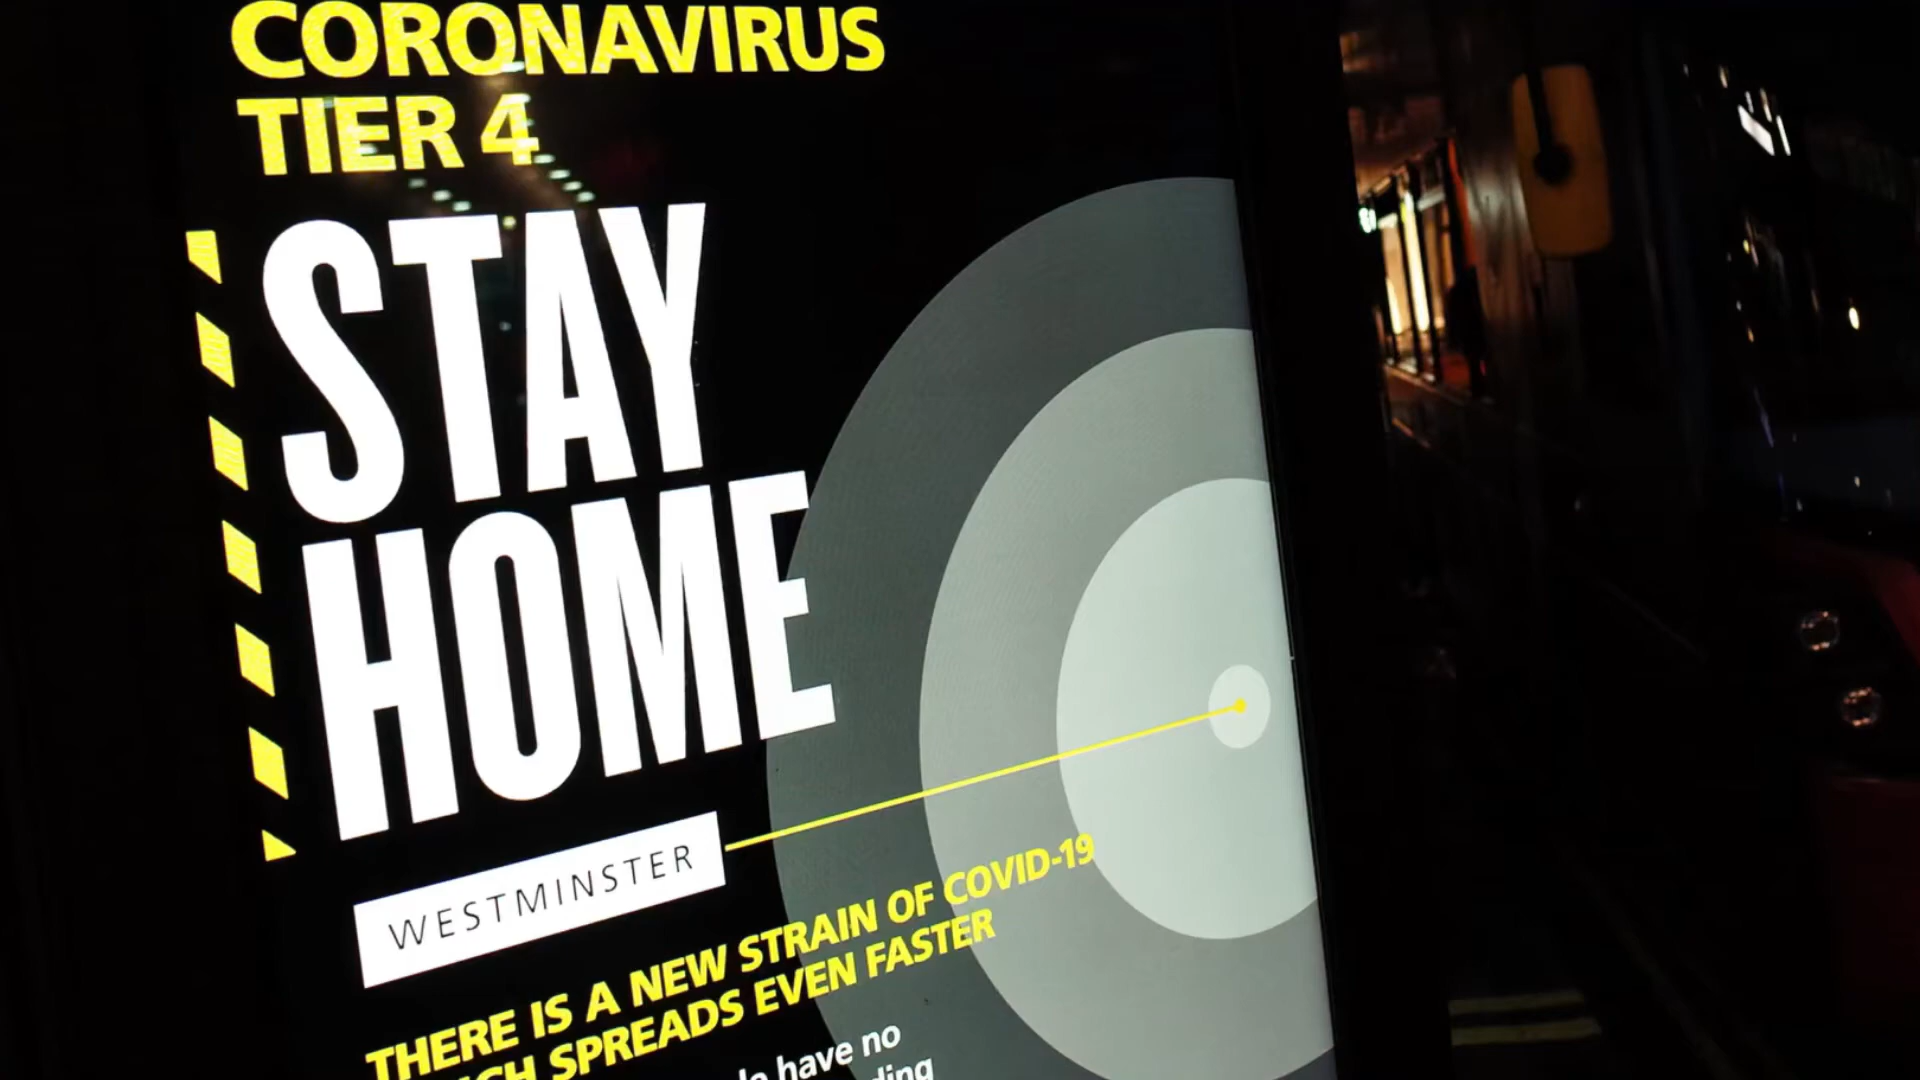 CORONAVIRUS
TIER 4
STAY
HOME
WESTMINSTER
THERE IS A NEW STRAIN OF COVID-19
SPREADS EVEN FASTER
have no